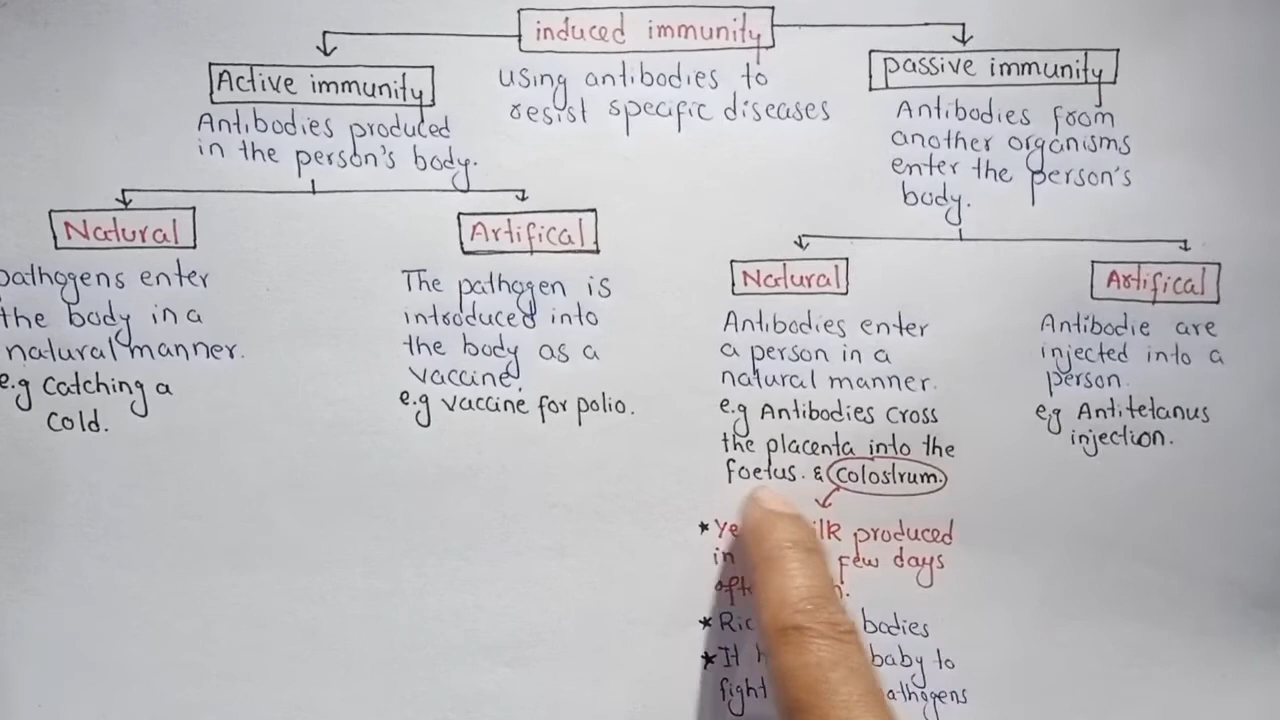 induced immunity
using antibodies to
resist specific diseases
Active immunity
Antibodies produced
in the person's body.
Natural
pathogens enter
the body in a
natural manner.
e.g catching a
cold.
Artifical
The pathogen is
introduced into
the body as a
vaccine.
e.g vaccine for polio.
passive immunity
Antibodies from
another organisms
enter the person's
body.
Natural
Antibodies enter
a person in a
natural manner.
e.g Antibodies cross
the placenta into the
foetus. & Colostrum.
* produced
in few days
* bodies
* It baby to
fight
Artifical
Antibodie are
injected into a
person.
eg Antitelanus
injection.